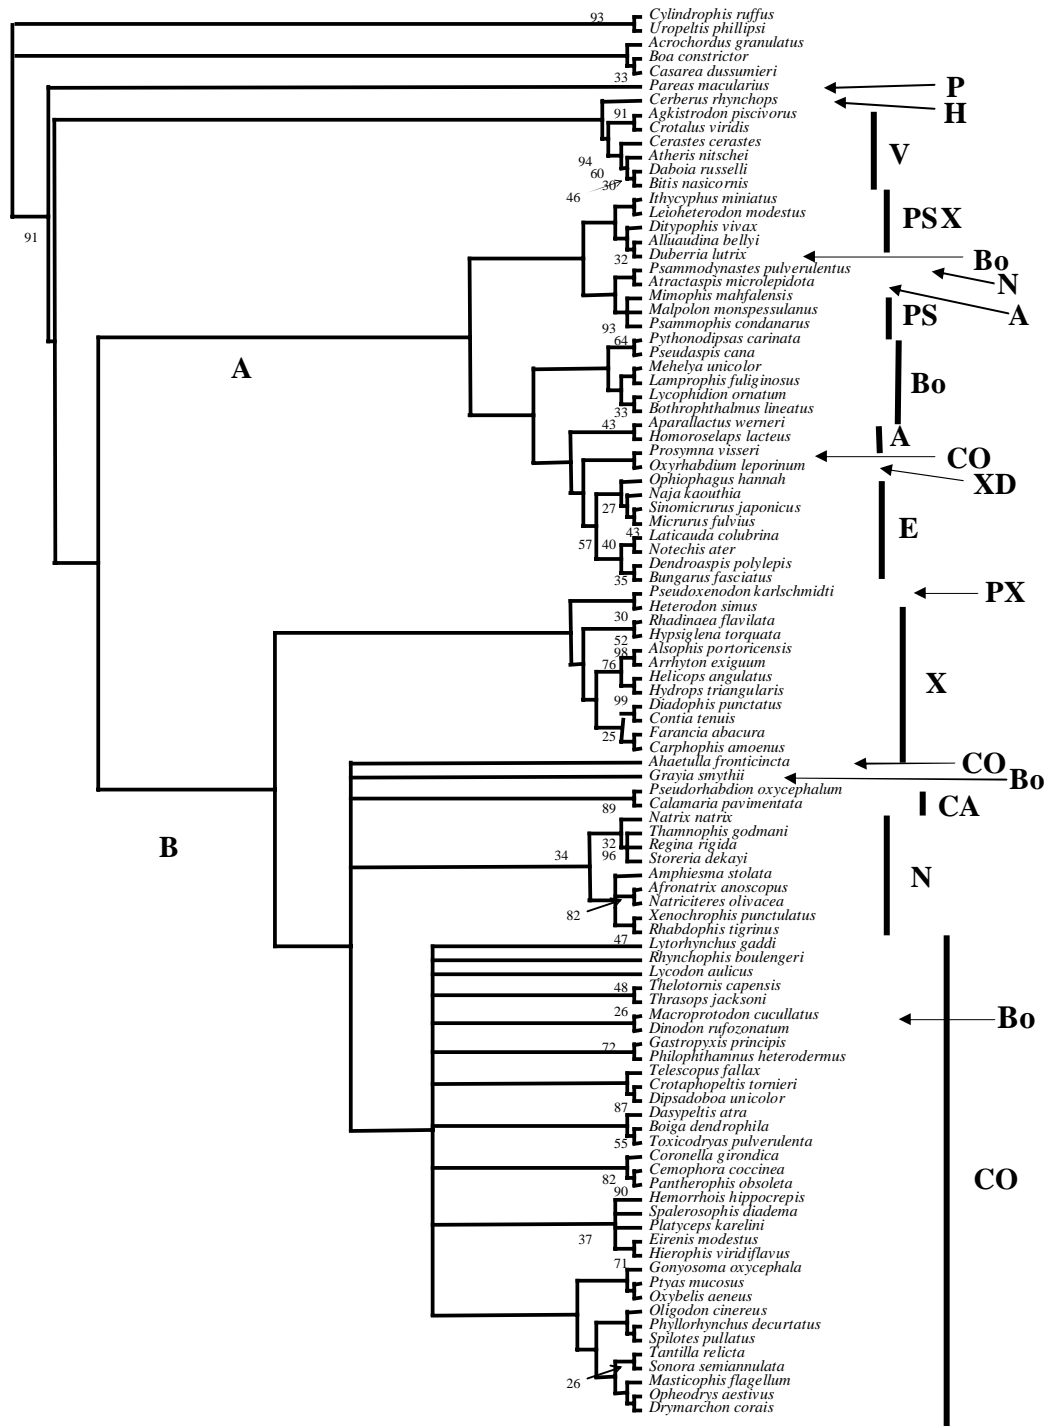 93 Cylindrophis ruffus
Uropeltis phillipsi
Acrochordus granulatus
Boa constrictor
Casarea dussumieri
33 Pareas macularius P
Cerberus rhynchops H
91 Agkistrodon piscivorus
Crotalus viridis
Cerastes cerastes V
94 Atheris nitschei
60 Daboia russelli
30 Bitis nasicornis
46 Ithycyphus miniatus
Leioheterodon modestus PSX
91 Ditypophis vivax
Alluaudina bellyi
32 Duberria lutrix Bo
Psammodynastes pulverulentus N
Atractaspis microlepidota A
Mimophis mahfalensis
Malpolon monspessulanus PS
93 Psammophis condanarus
64 Pythonodipsas carinata
Pseudaspis cana
A Mehelya unicolor
Lamprophis fuliginosus Bo
Lycophidion ornatum
33 Bothrophthalmus lineatus
43 Aparallactus werneri
Homoroselaps lacteus A
Prosymna visseri CO
Oxyrhabdium leporinum XD
Ophiophagus hannah
Naja kaouthia
27 Sinomicrurus japonicus
Micrurus fulvius E
43 Laticauda colubrina
57 40 Notechis ater
Dendroaspis polylepis
35 Bungarus fasciatus
Pseudoxenodon karlschmidti PX
Heterodon simus
30 Rhadinaea flavilata
52 Hypsiglena torquata
98 Alsophis portoricensis
76 Arrhyton exiguum
Helicops angulatus X
Hydrops triangularis
99 Diadophis punctatus
Contia tenuis
25 Farancia abacura
Carphophis amoenus
Ahaetulla fronticincta CO
Grayia smythii Bo
Pseudorhabdion oxycephalum
89 Calamaria pavimentata CA
Natrix natrix
Thamnophis godmani
B 32 Regina rigida
34 96 Storeria dekayi
Amphiesma stolata N
Afronatrix anoscopus
Natriciteres olivacea
82 Xenochrophis punctulatus
Rhabdophis tigrinus
47 Lytorhynchus gaddi
Rhynchophis boulengeri
Lycodon aulicus
48 Thelotornis capensis
Thrasops jacksoni
26 Macroprotodon cucullatus Bo
Dinodon rufozonatum
72 Gastropyxis principis
Philophthamnus heterodermus
Telescopus fallax
Crotaphopeltis tornieri
Dipsadoboa unicolor
87 Dasypeltis atra
Boiga dendrophila
55 Toxicodryas pulverulenta
Coronella girondica
Cemophora coccinea
82 Pantherophis obsoleta CO
90 Hemorrhois hippocrepis
Spalerosophis diadema
Platyceps karelini
37 Eirenis modestus
Hierophis viridiflavus
71 Gonyosoma oxycephala
Ptyas mucosus
Oxybelis aeneus
Oligodon cinereus
Phyllorhynchus decurtatus
Spilotes pullatus
Tantilla relicta
Sonora semiannulata
26 Masticophis flagellum
Opheodrys aestivus
Drymarchon corais